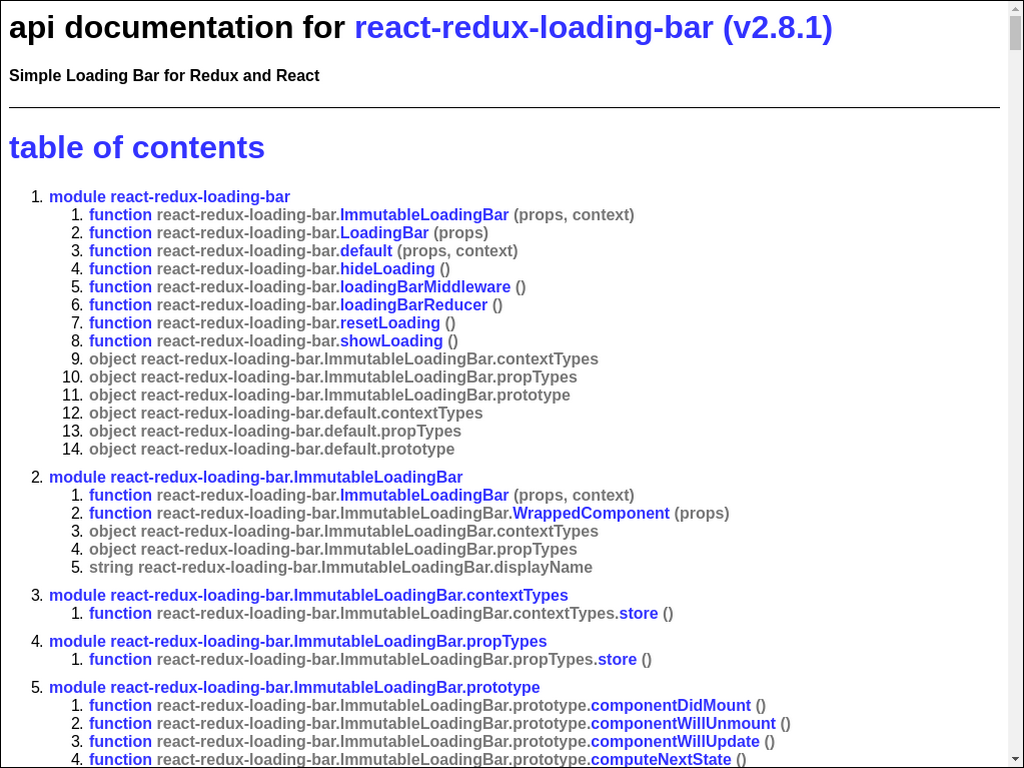 api documentation for react-redux-loading-bar (v2.8.1)
Simple Loading Bar for Redux and React
table of contents
1. module react-redux-loading-bar
1. function react-redux-loading-bar.ImmutableLoadingBar (props, context)
2. function react-redux-loading-bar.LoadingBar (props)
3. function react-redux-loading-bar.default (props, context)
4. function react-redux-loading-bar.hideLoading ()
5. function react-redux-loading-bar.loadingBarMiddleware ()
6. function react-redux-loading-bar.loadingBarReducer ()
7. function react-redux-loading-bar.resetLoading ()
8. function react-redux-loading-bar.showLoading ()
9. object react-redux-loading-bar.ImmutableLoadingBar.contextTypes
10. object react-redux-loading-bar.ImmutableLoadingBar.propTypes
11. object react-redux-loading-bar.ImmutableLoadingBar.prototype
12. object react-redux-loading-bar.default.contextTypes
13. object react-redux-loading-bar.default.propTypes
14. object react-redux-loading-bar.default.prototype
2. module react-redux-loading-bar.ImmutableLoadingBar
1. function react-redux-loading-bar.ImmutableLoadingBar (props, context)
2. function react-redux-loading-bar.ImmutableLoadingBar.WrappedComponent (props)
3. object react-redux-loading-bar.ImmutableLoadingBar.contextTypes
4. object react-redux-loading-bar.ImmutableLoadingBar.propTypes
5. string react-redux-loading-bar.ImmutableLoadingBar.displayName
3. module react-redux-loading-bar.ImmutableLoadingBar.contextTypes
1. function react-redux-loading-bar.ImmutableLoadingBar.contextTypes.store ()
4. module react-redux-loading-bar.ImmutableLoadingBar.propTypes
1. function react-redux-loading-bar.ImmutableLoadingBar.propTypes.store ()
5. module react-redux-loading-bar.ImmutableLoadingBar.prototype
1. function react-redux-loading-bar.ImmutableLoadingBar.prototype.componentDidMount ()
2. function react-redux-loading-bar.ImmutableLoadingBar.prototype.componentWillUnmount ()
3. function react-redux-loading-bar.ImmutableLoadingBar.prototype.componentWillUpdate ()
4. function react-redux-loading-bar.ImmutableLoadingBar.prototype.computeNextState ()